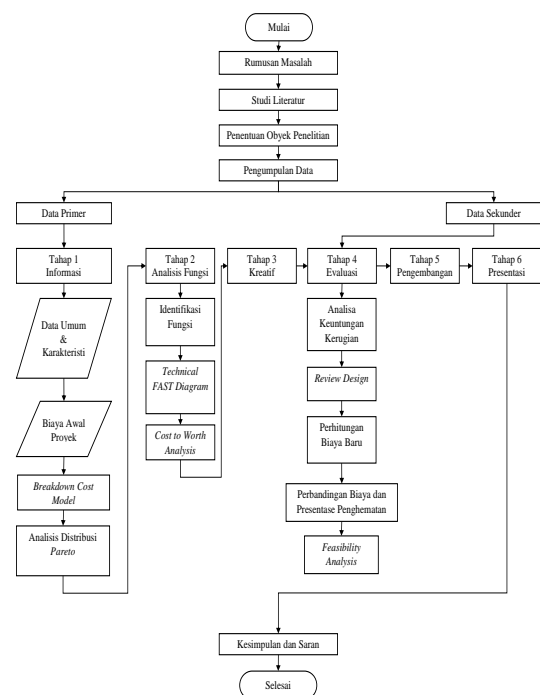 Mulai
Rumusan Masalah
Studi Literatur
Penentuan Obyek Penelitian
Pengumpulan Data
Data Primer
Data Sekunder
Tahap 1
Informasi
Data Umum
&
Karakteristi
Biaya Awal
Proyek
Breakdown Cost
Model
Analisis Distribusi
Pareto
Tahap 2
Analisis Fungsi
Identifikasi
Fungsi
Technical
FAST Diagram
Cost to Worth
Analysis
Tahap 3
Kreatif
Tahap 4
Evaluasi
Analisa
Keuntungan
Kerugian
Review Design
Perhitungan
Biaya Baru
Perbandingan Biaya dan
Presentase Penghematan
Feasibility
Analysis
Tahap 5
Pengembangan
Tahap 6
Presentasi
Kesimpulan dan Saran
Selesai